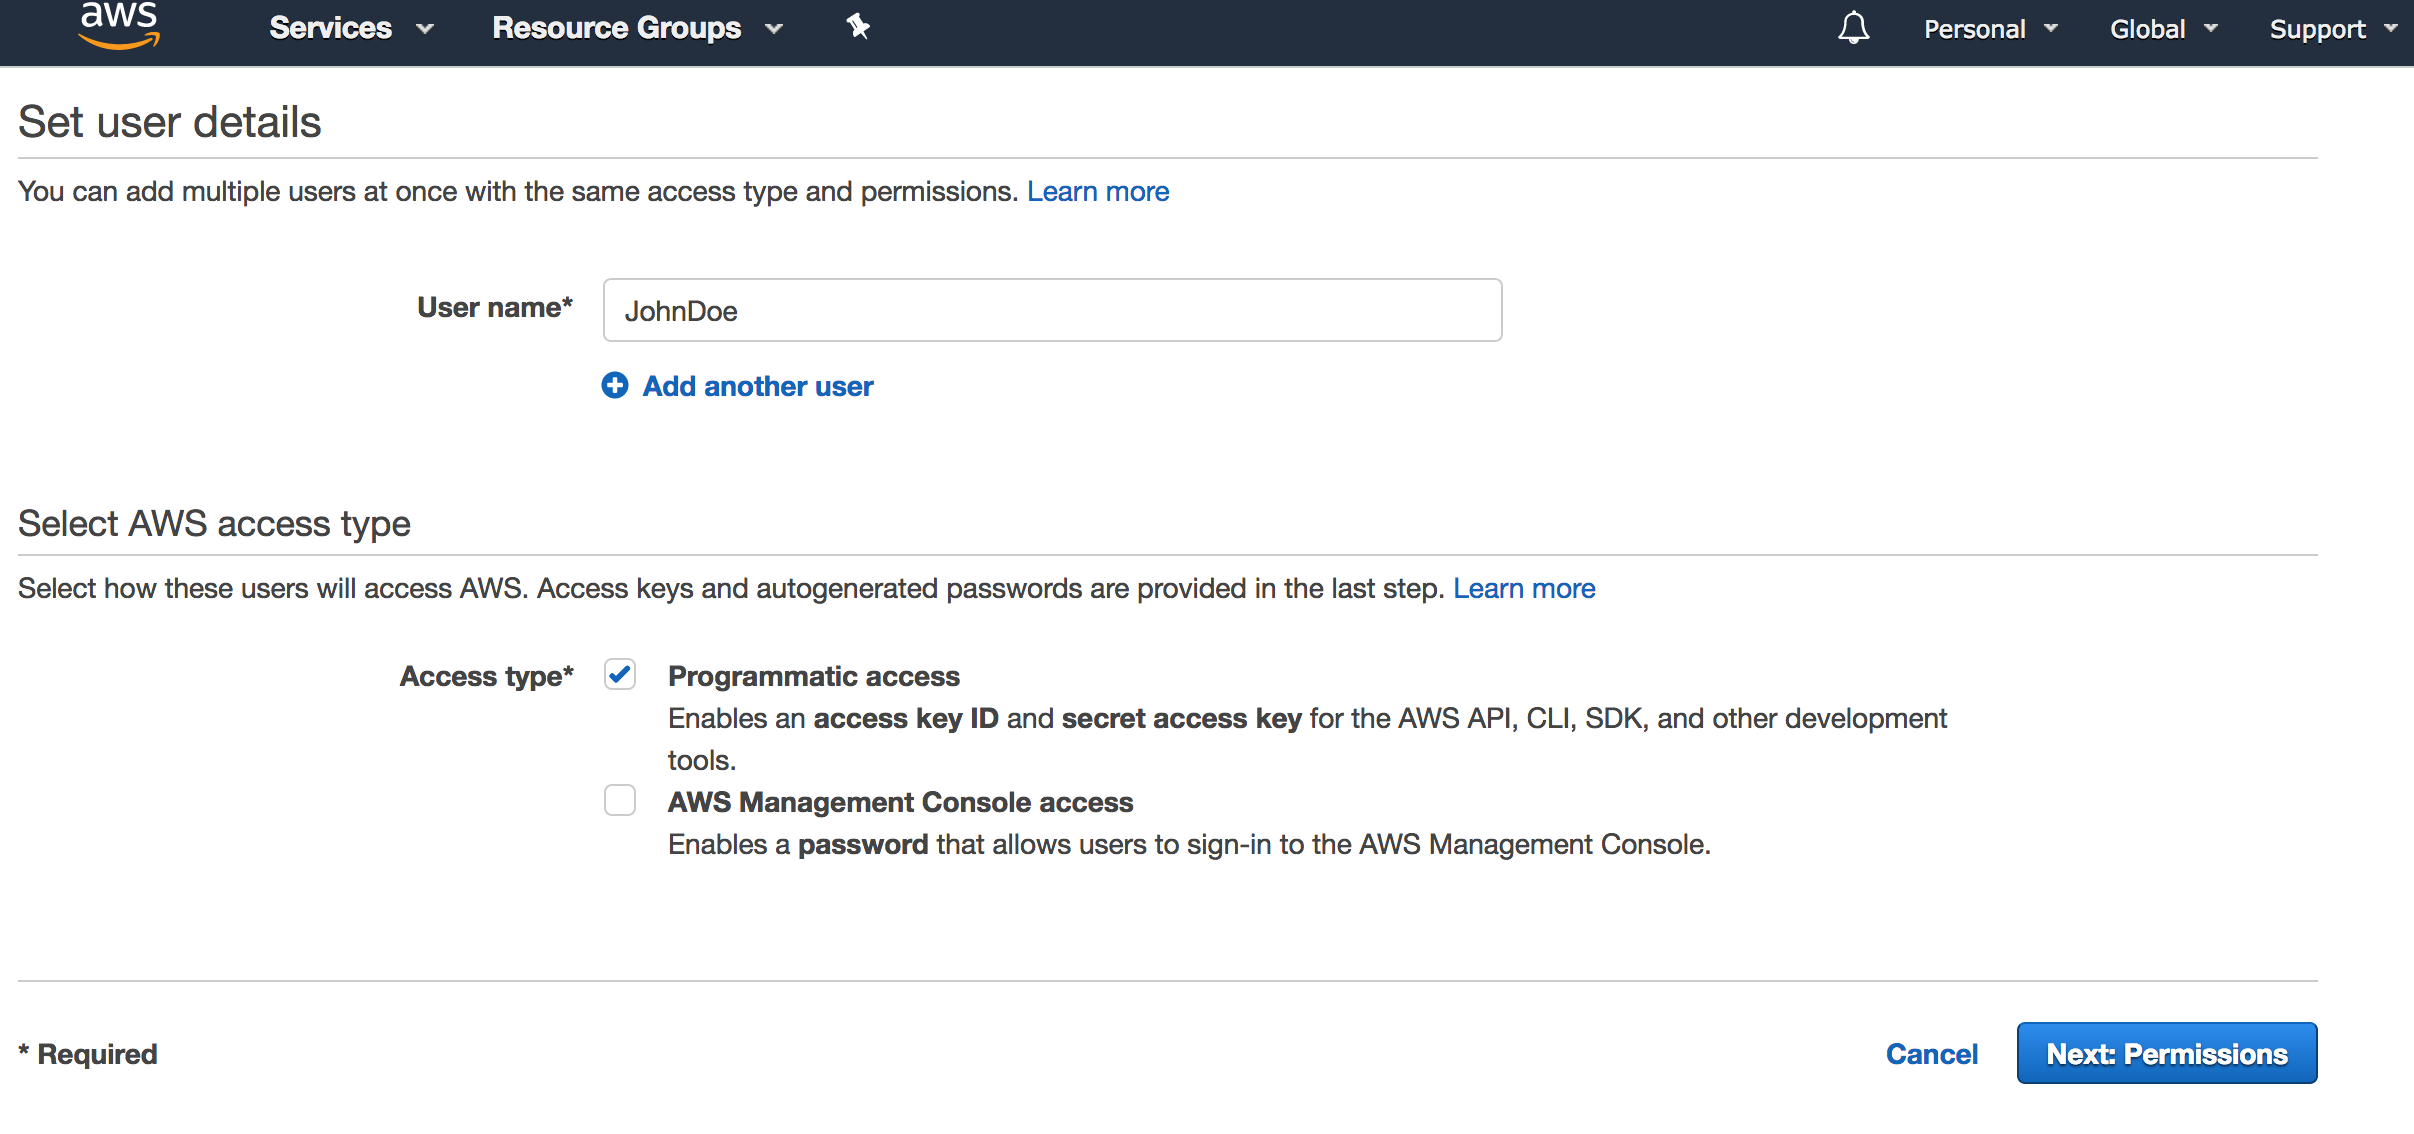 aws Services Resource Groups Personal Global Support
Set user details
You can add multiple users at once with the same access type and permissions. Learn more
User name* JohnDoe
Add another user
Select AWS access type
Select how these users will access AWS. Access keys and autogenerated passwords are provided in the last step. Learn more
Access type* Programmatic access
Enables an access key ID and secret access key for the AWS API, CLI, SDK, and other development
tools.
AWS Management Console access
Enables a password that allows users to sign-in to the AWS Management Console.
* Required Cancel Next: Permissions